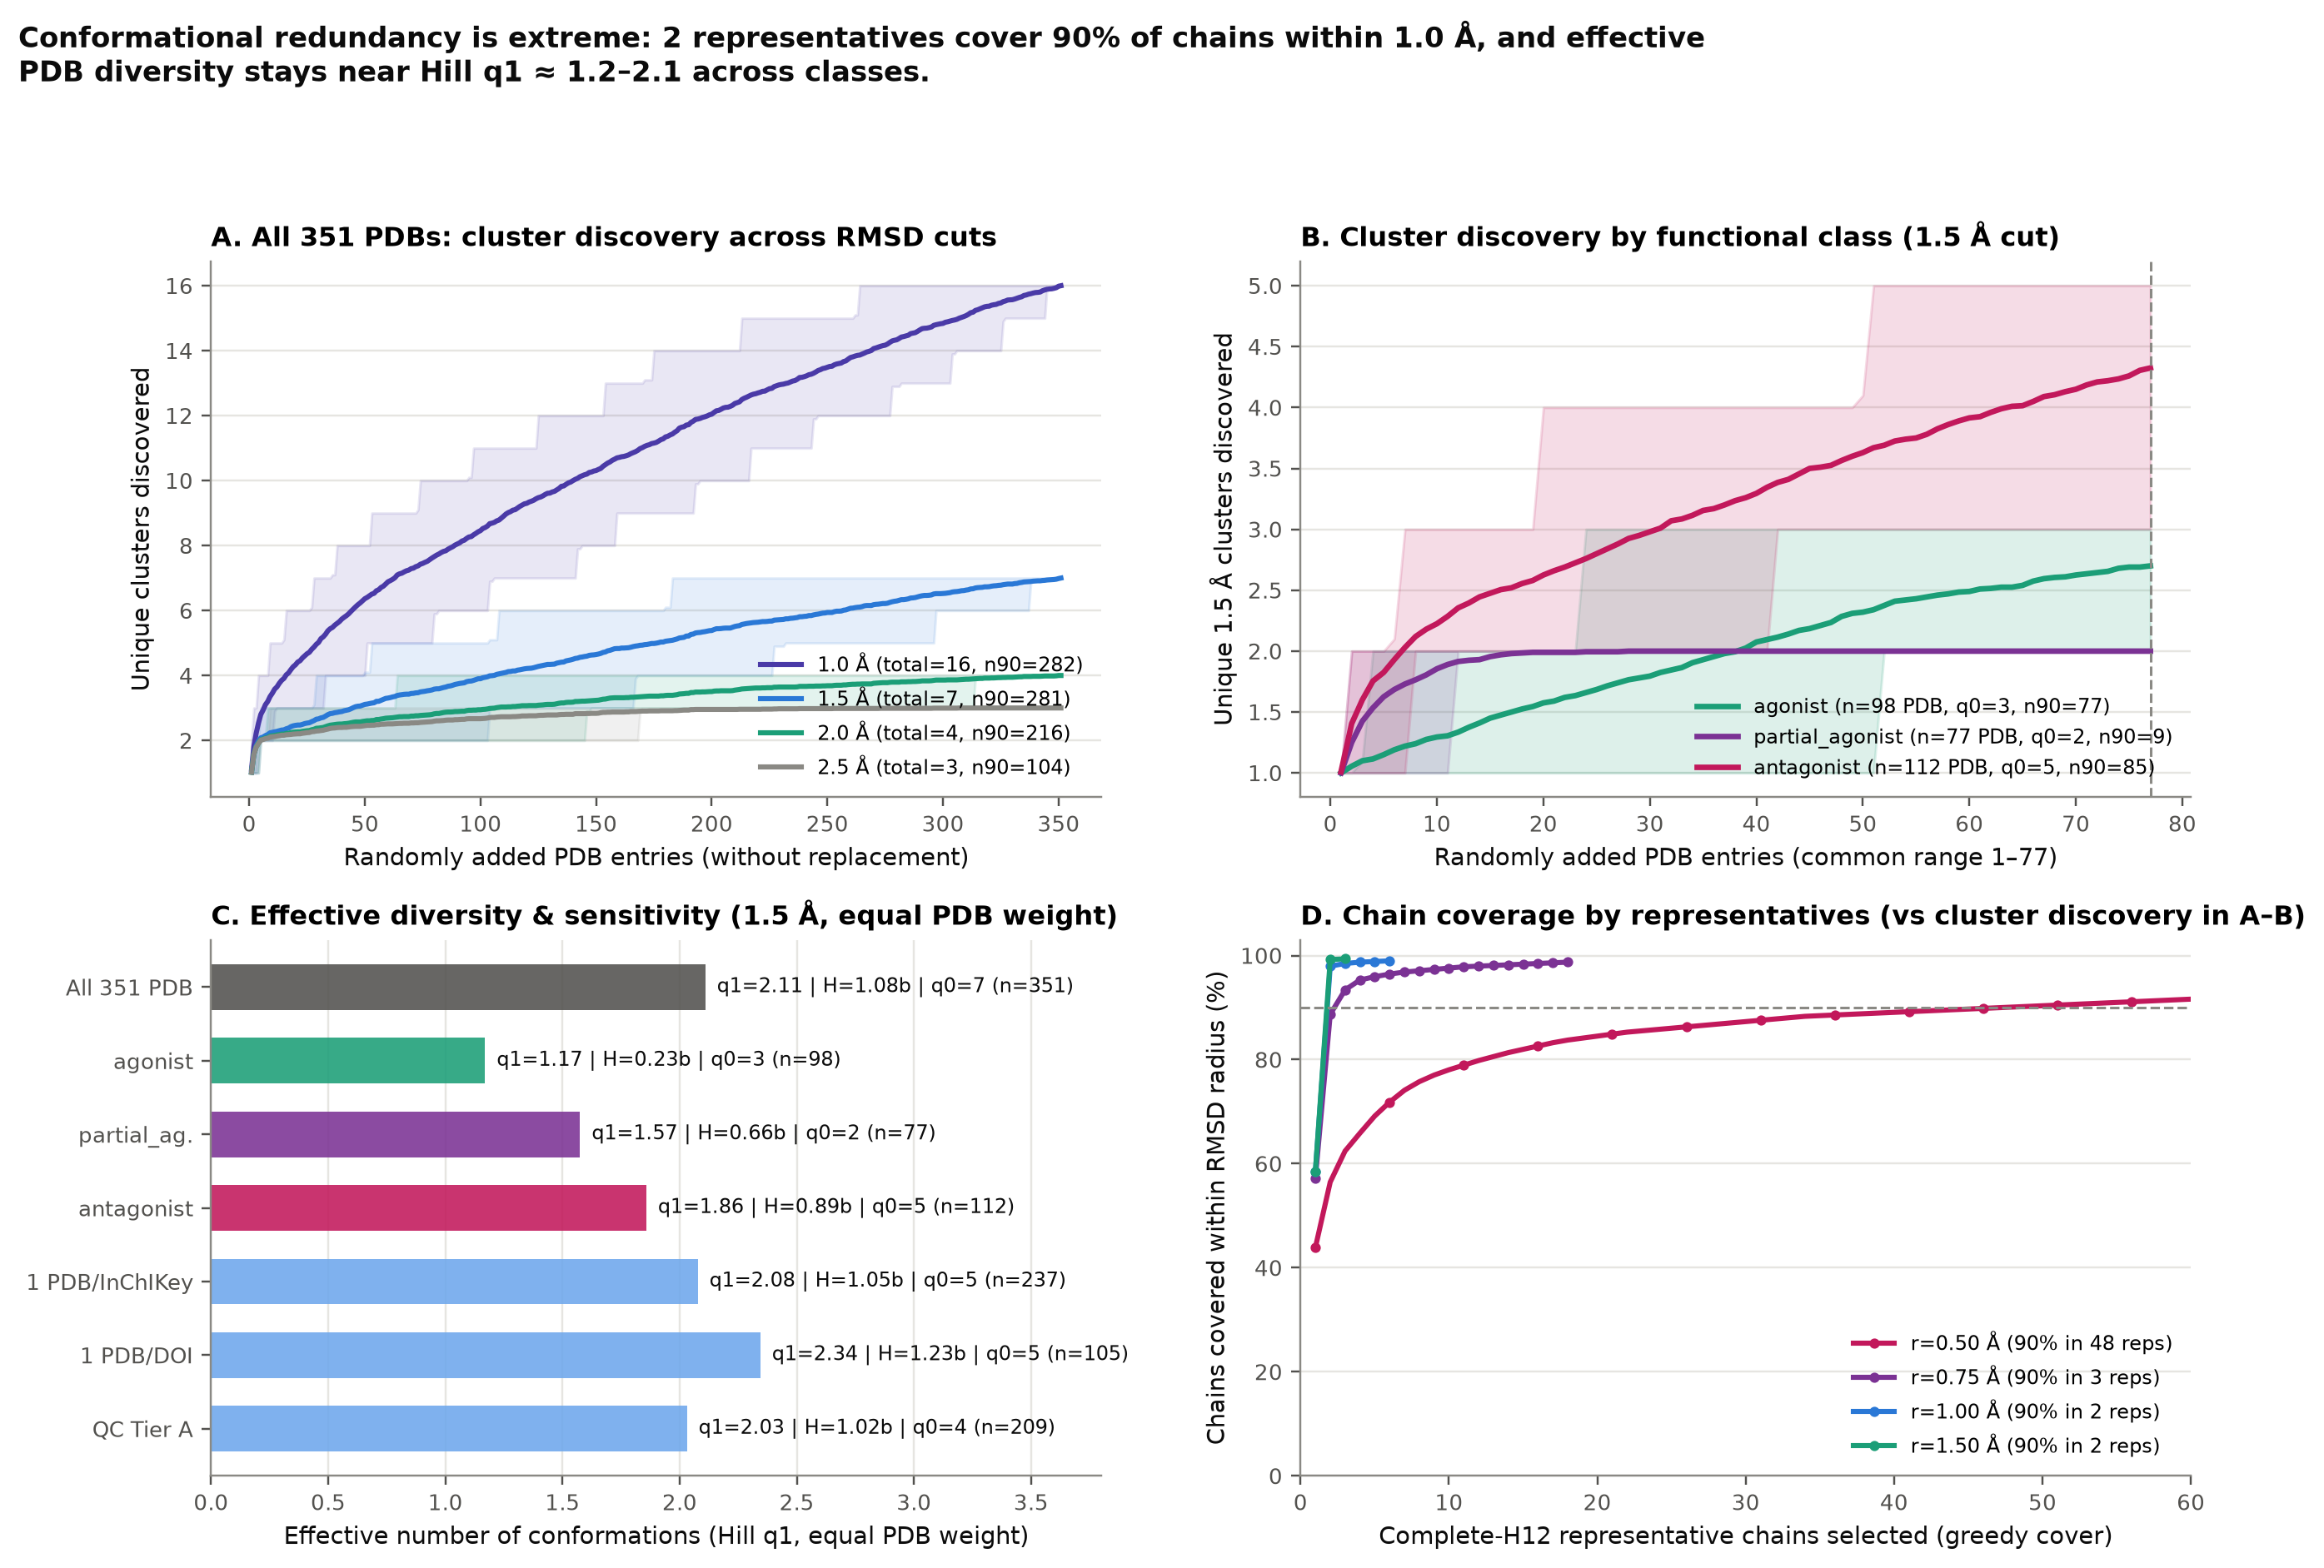 Conformational redundancy is extreme: 2 representatives cover 90% of chains within 1.0 Å, and effective
PDB diversity stays near Hill q1 ≈ 1.2–2.1 across classes.
A. All 351 PDBs: cluster discovery across RMSD cuts
Unique clusters discovered
16
14
12
10
8
6
4
2
1.0 Å (total=16, n90=282)
1.5 Å (total=7, n90=281)
2.0 Å (total=4, n90=216)
2.5 Å (total=3, n90=104)
0 50 100 150 200 250 300 350
Randomly added PDB entries (without replacement)
B. Cluster discovery by functional class (1.5 Å cut)
Unique 1.5 Å clusters discovered
5.0
4.5
4.0
3.5
3.0
2.5
2.0
1.5
1.0
agonist (n=98 PDB, q0=3, n90=77)
partial_agonist (n=77 PDB, q0=2, n90=9)
antagonist (n=112 PDB, q0=5, n90=85)
0 10 20 30 40 50 60 70 80
Randomly added PDB entries (common range 1–77)
C. Effective diversity & sensitivity (1.5 Å, equal PDB weight)
All 351 PDB q1=2.11 | H=1.08b | q0=7 (n=351)
agonist q1=1.17 | H=0.23b | q0=3 (n=98)
partial_ag. q1=1.57 | H=0.66b | q0=2 (n=77)
antagonist q1=1.86 | H=0.89b | q0=5 (n=112)
1 PDB/InChIKey q1=2.08 | H=1.05b | q0=5 (n=237)
1 PDB/DOI q1=2.34 | H=1.23b | q0=5 (n=105)
QC Tier A q1=2.03 | H=1.02b | q0=4 (n=209)
0.0 0.5 1.0 1.5 2.0 2.5 3.0 3.5
Effective number of conformations (Hill q1, equal PDB weight)
D. Chain coverage by representatives (vs cluster discovery in A–B)
Chains covered within RMSD radius (%)
100
80
60
40
20
0
r=0.50 Å (90% in 48 reps)
r=0.75 Å (90% in 3 reps)
r=1.00 Å (90% in 2 reps)
r=1.50 Å (90% in 2 reps)
0 10 20 30 40 50 60
Complete-H12 representative chains selected (greedy cover)